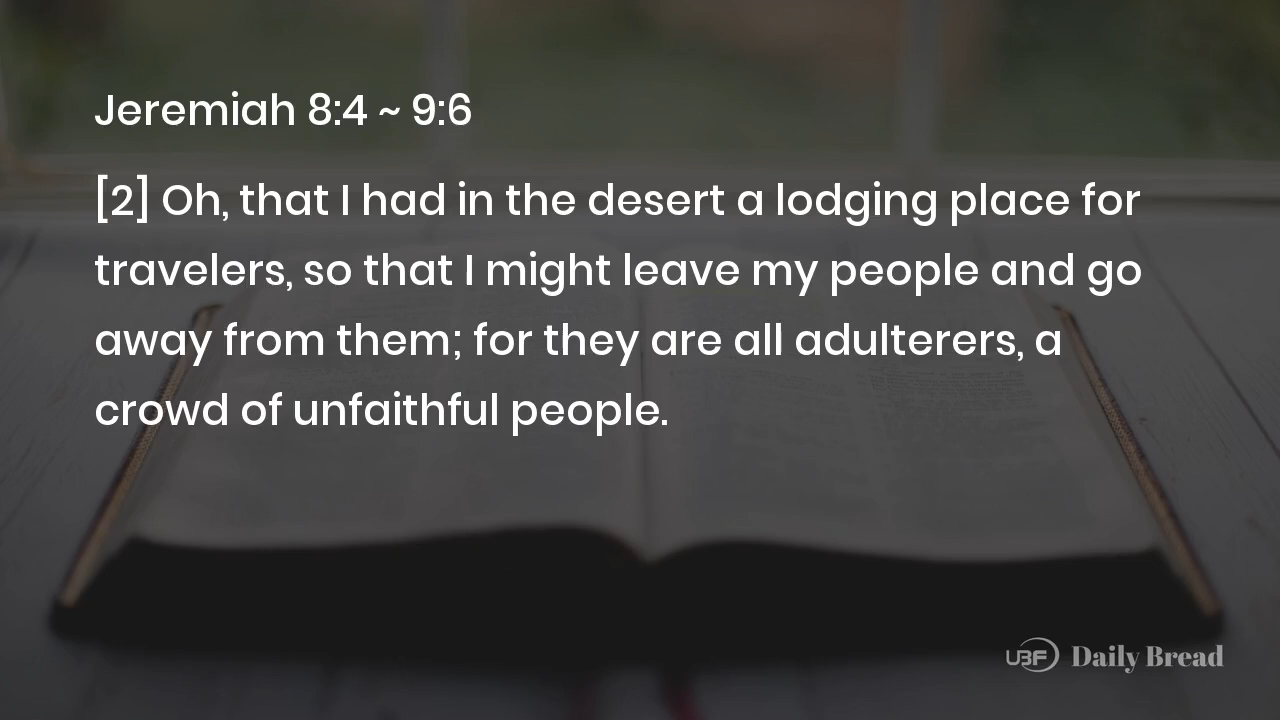 Jeremiah 8:4 ~ 9:6
[2] Oh, that I had in the desert a lodging place for
travelers, so that I might leave my people and go
away from them; for they are all adulterers, a
crowd of unfaithful people.
UBF Daily Bread